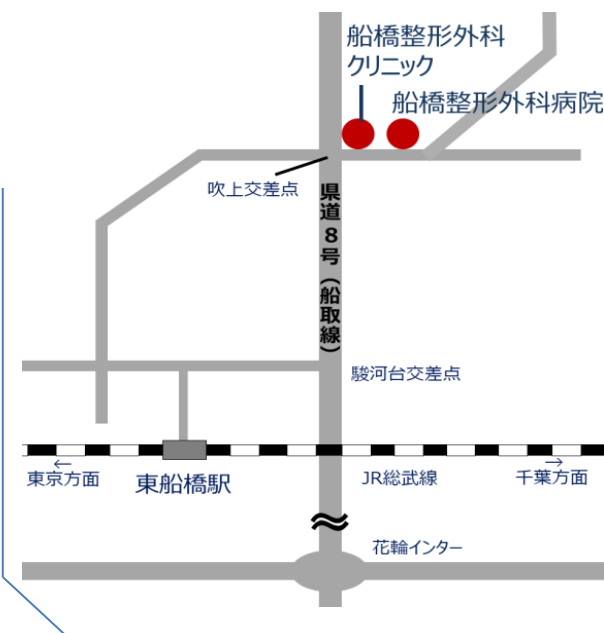 船橋整形外科
クリニック
船橋整形外科病院
吹上交差点
県道８号（船取線）
駿河台交差点
←
東京方面
東船橋駅
JR総武線
→
千葉方面
花輪インター